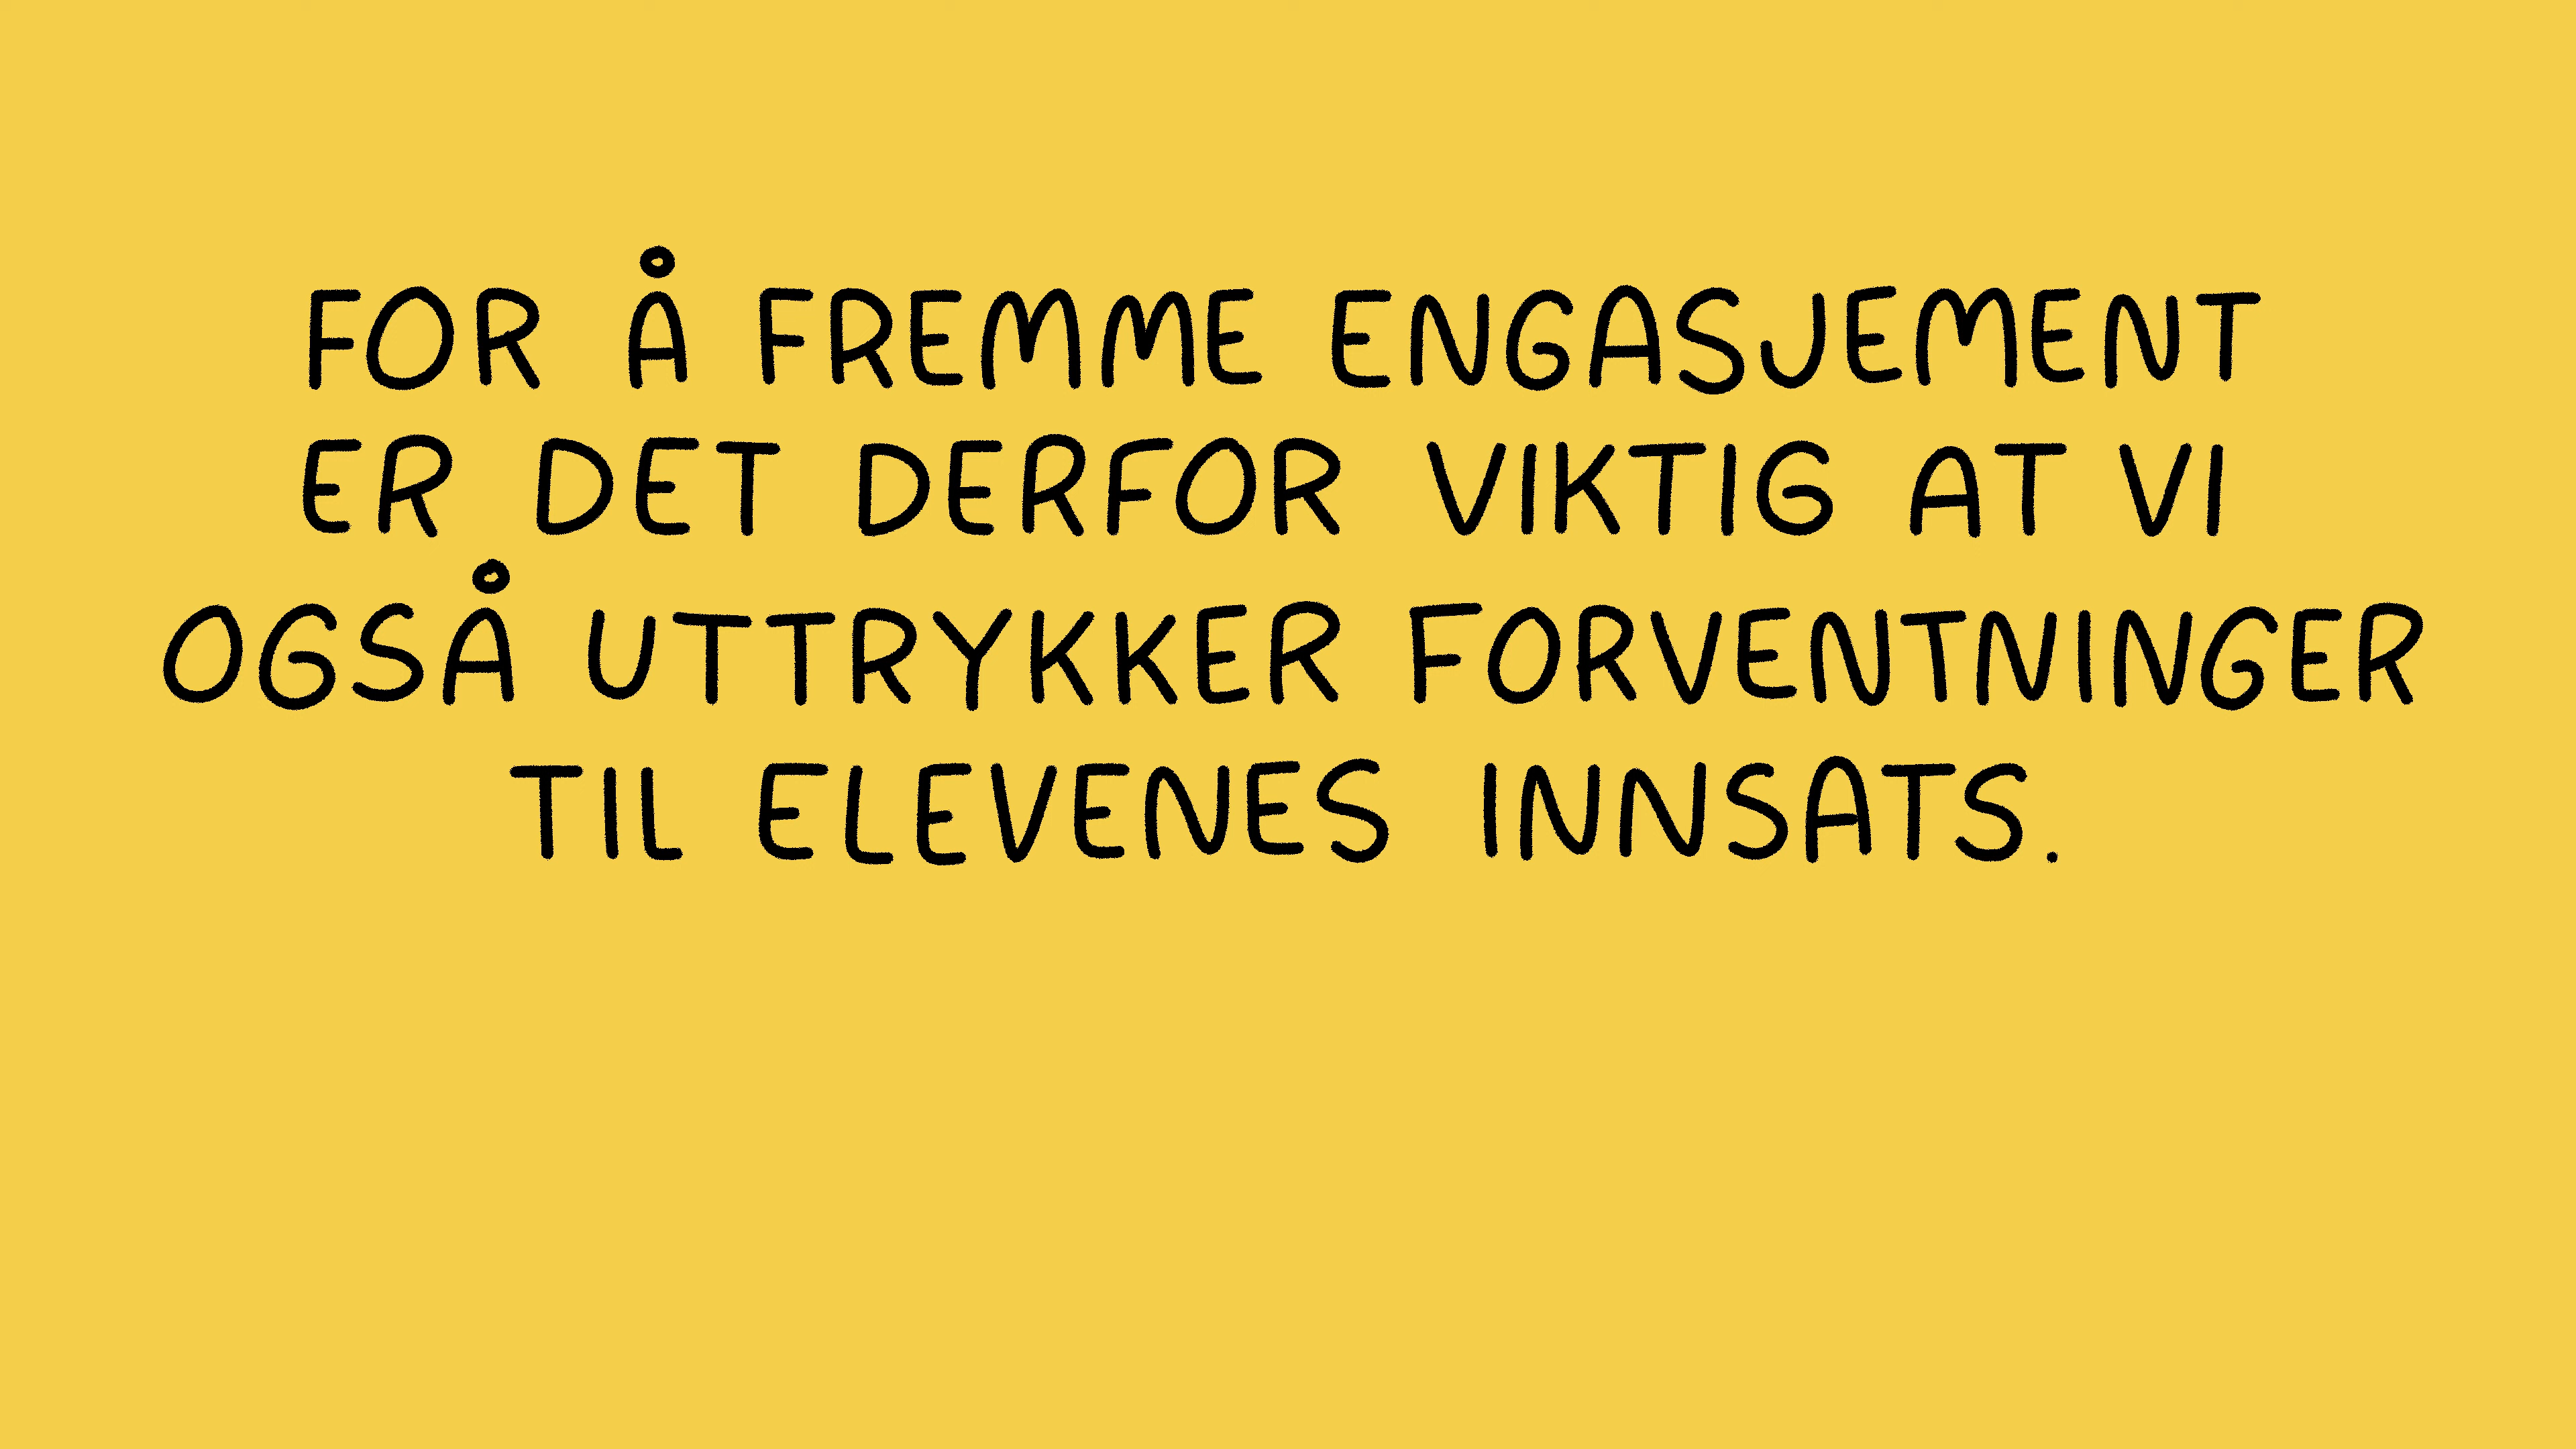 FOR Å FREMME ENGASJEMENT
ER DET DERFOR VIKTIG AT VI
OGSÅ UTTRYKKER FORVENTNINGER
TIL ELEVENES INNSATS.